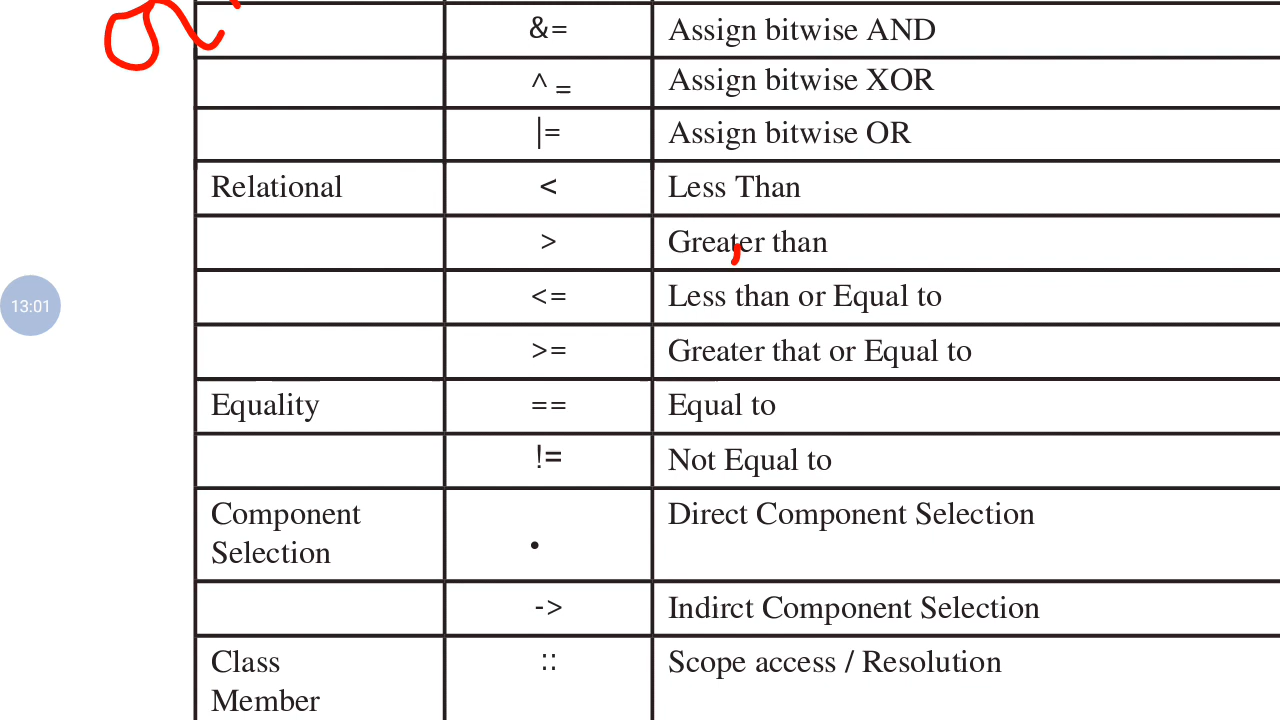 &= Assign bitwise AND
^ = Assign bitwise XOR
|= Assign bitwise OR
Relational < Less Than
> Greater than
<= Less than or Equal to
>= Greater that or Equal to
Equality == Equal to
!= Not Equal to
Component Selection . Direct Component Selection
-> Indirct Component Selection
Class Member :: Scope access / Resolution
13:01